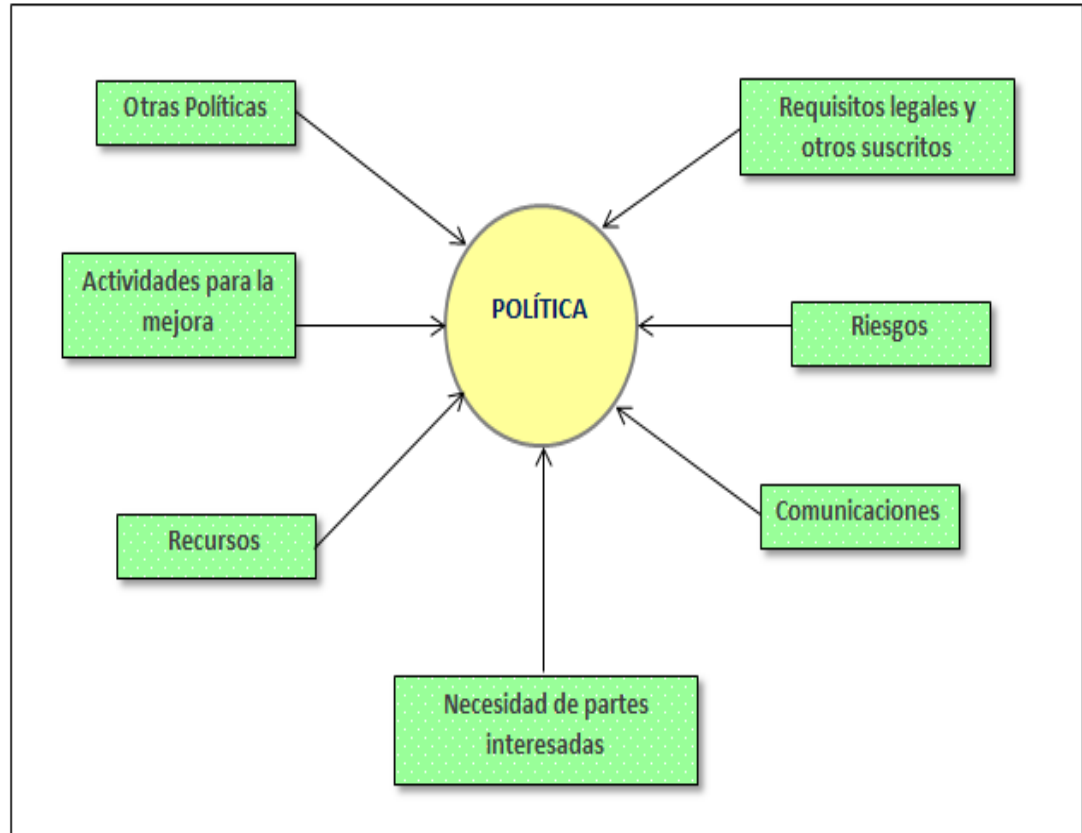 Otras Políticas
Requisitos legales y
otros suscritos
Actividades para la
mejora
POLÍTICA
Riesgos
Recursos
Comunicaciones
Necesidad de partes
interesadas